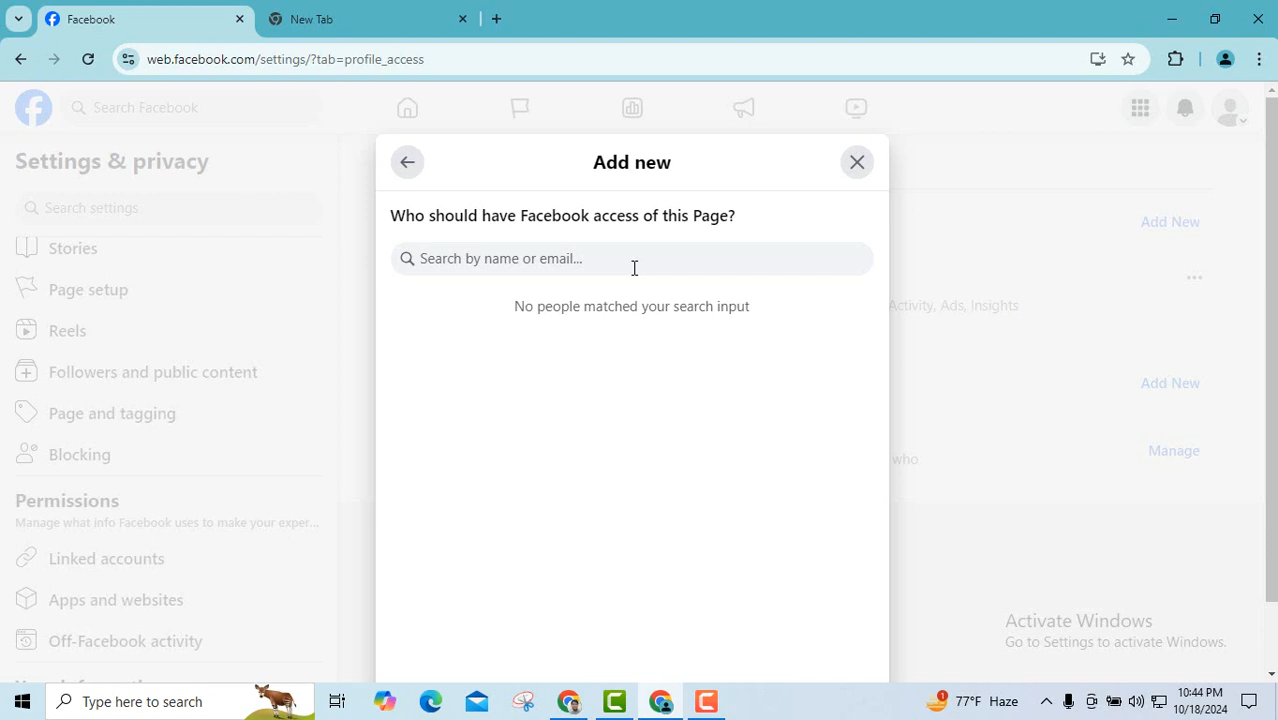 Facebook
New Tab
web.facebook.com/settings/?tab=profile_access
Search Facebook
Settings & privacy
Search settings
Stories
Page setup
Reels
Followers and public content
Page and tagging
Blocking
Permissions
Manage what info Facebook uses to make your exper...
Linked accounts
Apps and websites
Off-Facebook activity
Add new
Who should have Facebook access of this Page?
Search by name or email...
No people matched your search input
Add New
Activity, Ads, Insights
Add New
Manage
who
Activate Windows
Go to Settings to activate Windows.
Type here to search
1
77°F Haze
10:44 PM
10/18/2024